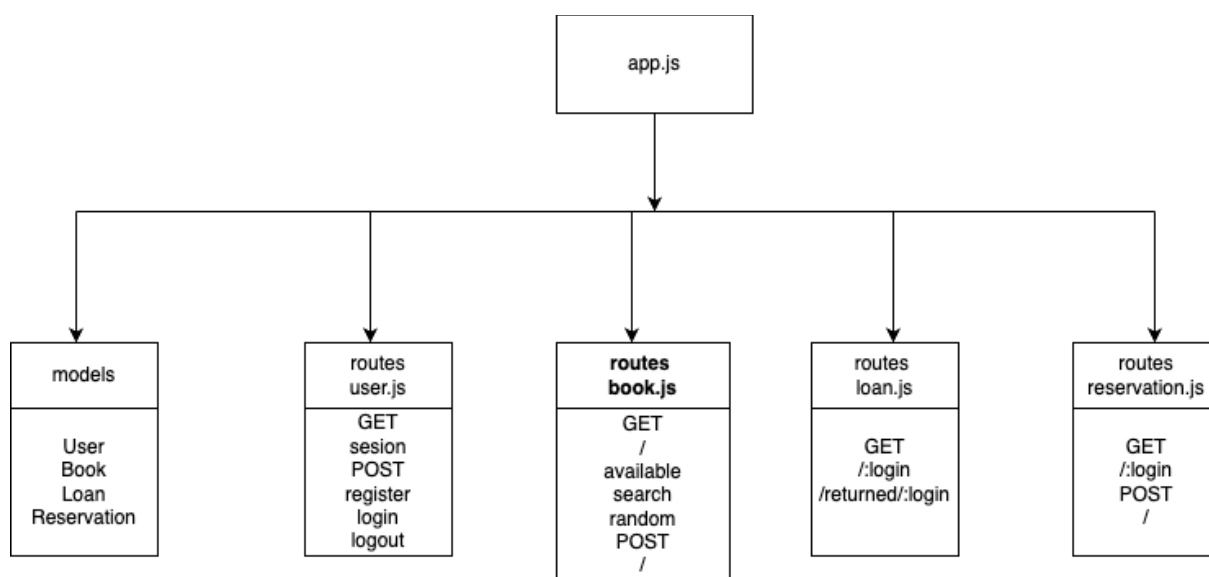 app.js
models
User
Book
Loan
Reservation
routes
user.js
GET
sesion
POST
register
login
logout
routes
book.js
GET
/
available
search
random
POST
/
routes
loan.js
GET
/:login
/returned/:login
routes
reservation.js
GET
/:login
POST
/